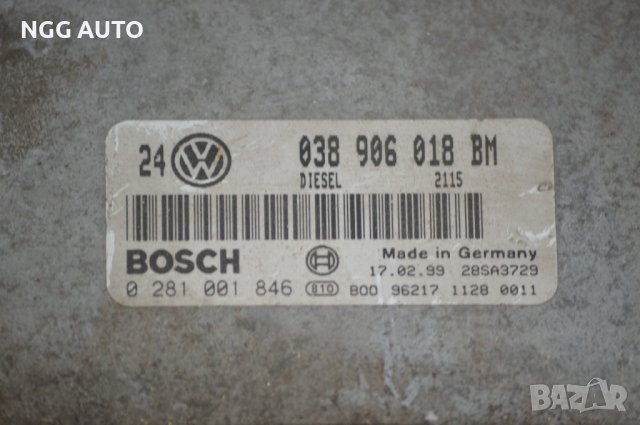 NGG AUTO
24 VW 038 906 018 BM
DIESEL 2115
BOSCH Made in Germany
17.02.99 28SA3729
0 281 001 846 810 B00 96217 1128 0011
BAZAR